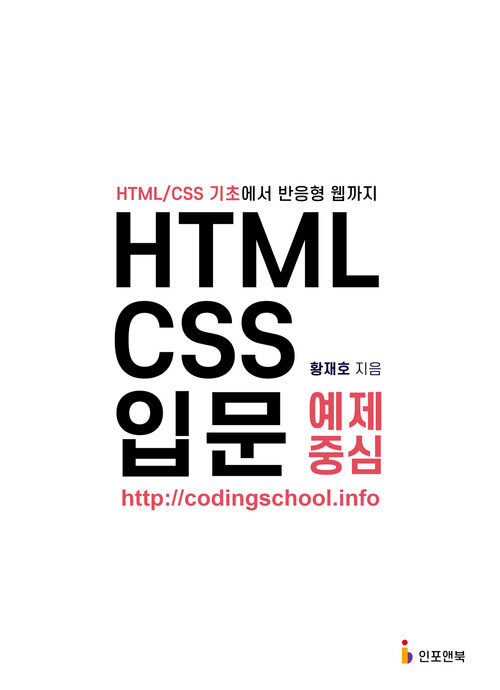 HTML/CSS 기초에서 반응형 웹까지
HTML
CSS
황재호 지음
입문
예제
중심
http://codingschool.info
인포앤북